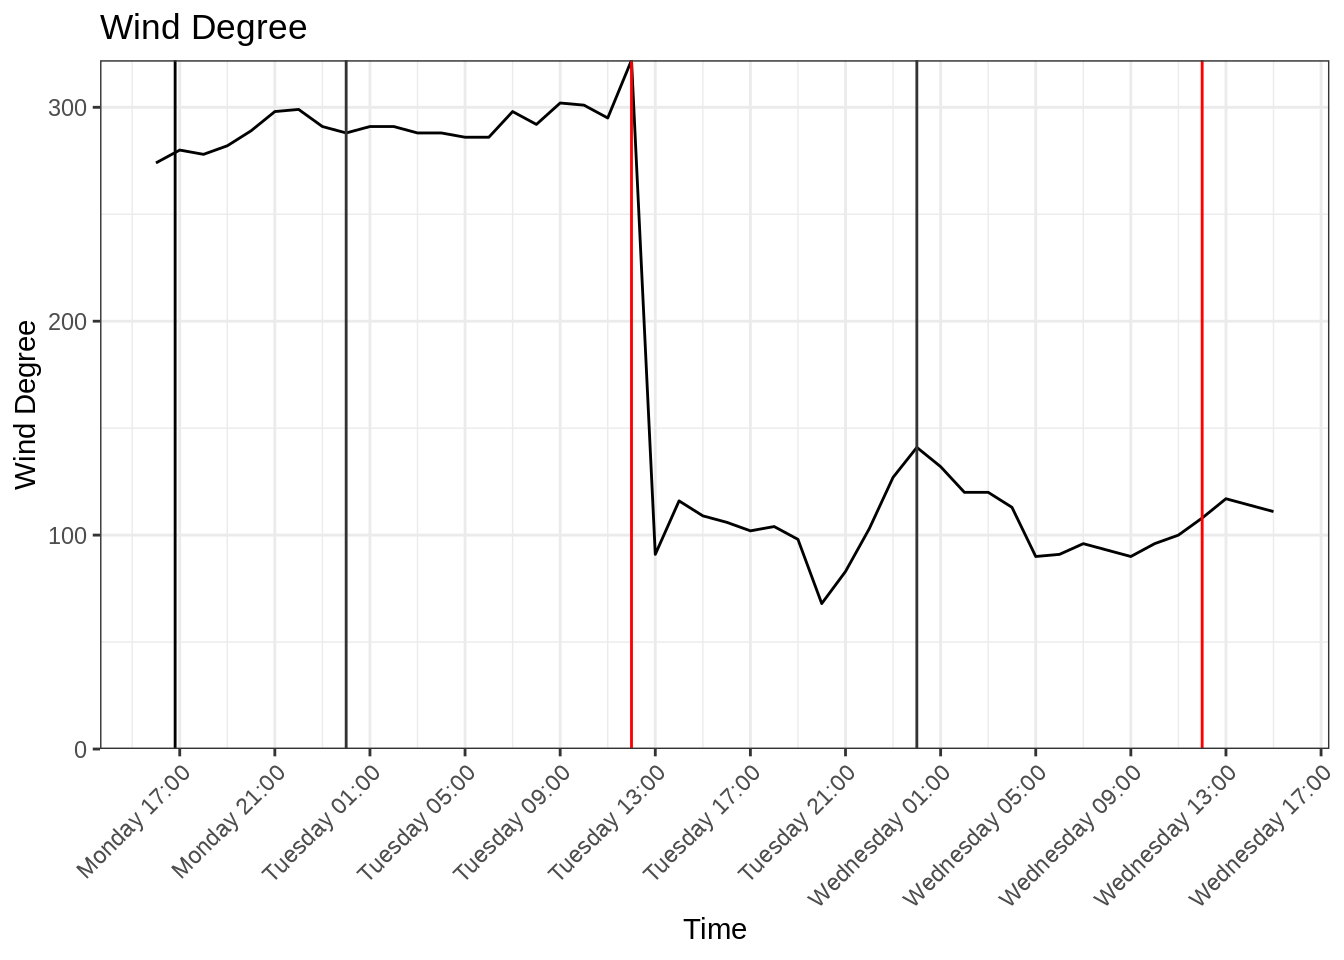 Wind Degree
Wind Degree
300
200
100
0
Monday 17:00
Monday 21:00
Tuesday 01:00
Tuesday 05:00
Tuesday 09:00
Tuesday 13:00
Tuesday 17:00
Tuesday 21:00
Wednesday 01:00
Wednesday 05:00
Wednesday 09:00
Wednesday 13:00
Wednesday 17:00
Time